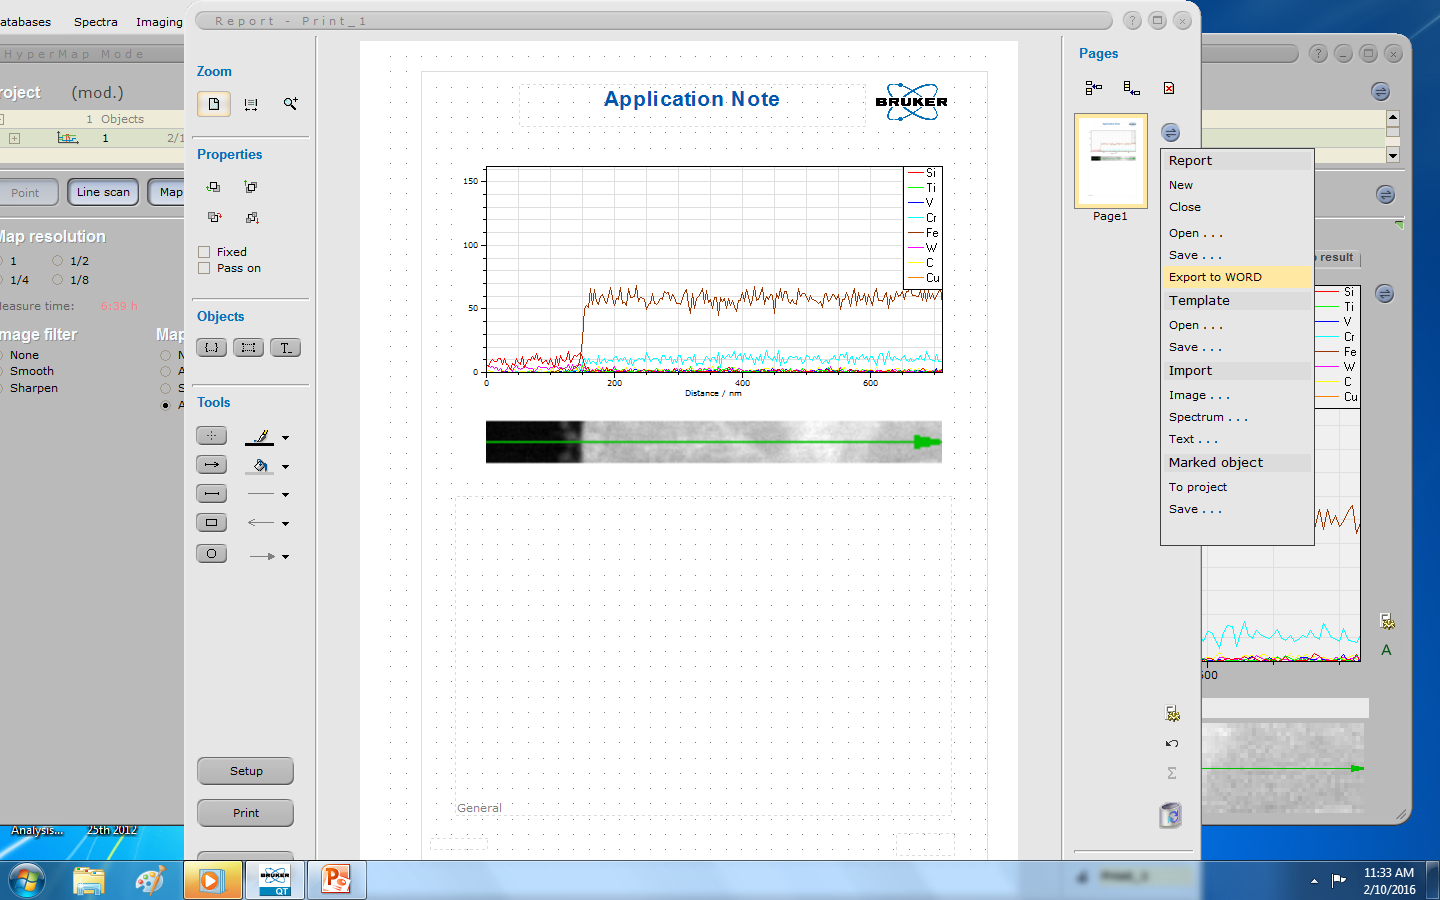 atabases Spectra Imaging
HyperMap Mode
roject (mod.)
1 Objects
1 2/1
Point Line scan Map
Map resolution
1 1/2
1/4 1/8
easure time: 5:39 h
mage filter Map
None N
Smooth A
Sharpen S
A
Report - Print_1
Zoom
Properties
Fixed
Pass on
Objects
T_
Tools
Setup
Print
Application Note
BRUKER
150
100
50
0
0 200 400 600
Distance / nm
Si
Ti
V
Cr
Fe
W
C
Cu
General
Pages
Page1
Report
New
Close
Open . . .
Save . . .
Export to WORD
Template
Open . . .
Save . . .
Import
Image . . .
Spectrum . . .
Text . . .
Marked object
To project
Save . . .
Σ
result
Si
Ti
V
Cr
Fe
W
C
Cu
A
Analysis... 25th 2012
BRUKER
QT
11:33 AM
2/10/2016